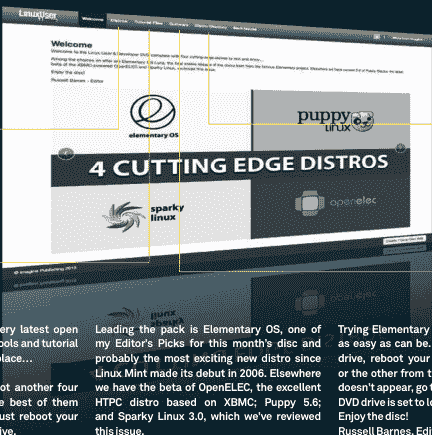 LinuxUser
Welcome
Welcome
Russell Barnes - Editor
elementary OS
puppy
Linux
4 CUTTING EDGE DISTROS
sparky
linux
openelec
ery latest open
ools and tutorial
place...
ot another four
e best of them
ust reboot your
ive.
Leading the pack is Elementary OS, one of
my Editor's Picks for this month's disc and
probably the most exciting new distro since
Linux Mint made its debut in 2006. Elsewhere
we have the beta of OpenELEC, the excellent
HTPC distro based on XBMC; Puppy 5.6;
and Sparky Linux 3.0, which we've reviewed
this issue.
Trying Elementary
as easy as can be.
drive, reboot your
or the other from t
doesn't appear, go t
DVD drive is set to lo
Enjoy the disc!
Russell Barnes, Edi